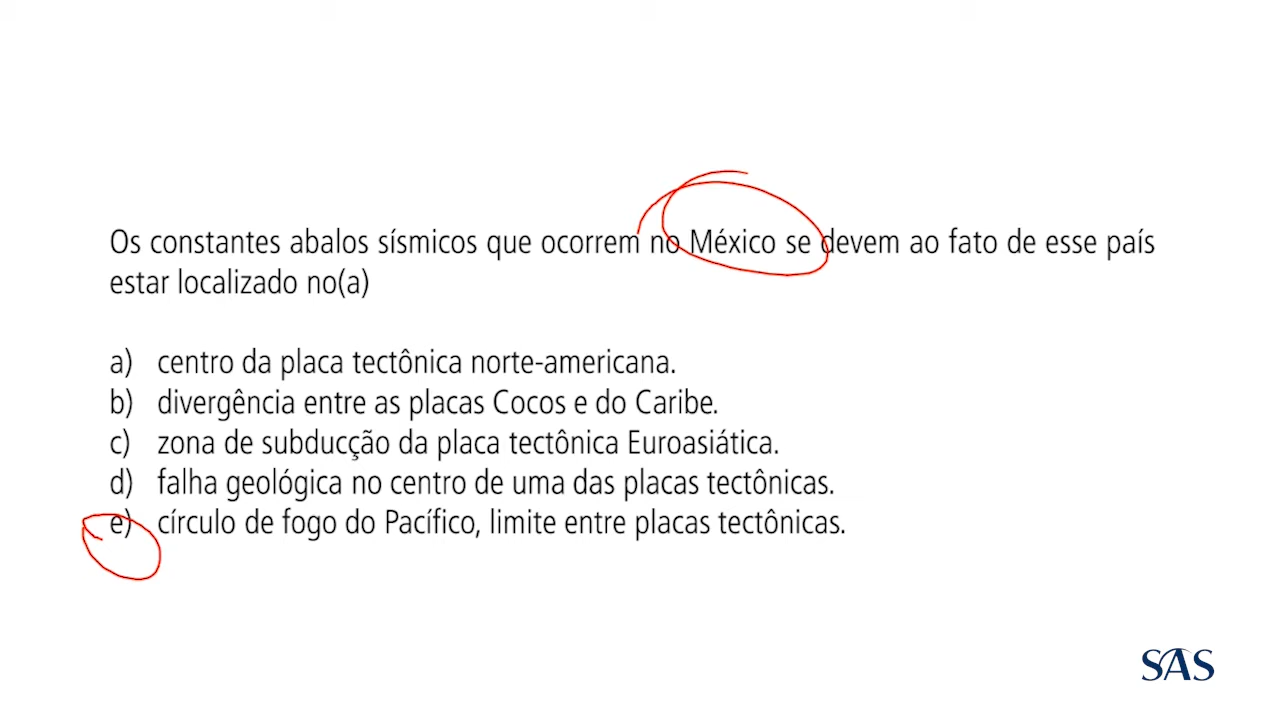 Os constantes abalos sísmicos que ocorrem no México se devem ao fato de esse país
estar localizado no(a)
a) centro da placa tectônica norte-americana.
b) divergência entre as placas Cocos e do Caribe.
c) zona de subducção da placa tectônica Euroasiática.
d) falha geológica no centro de uma das placas tectônicas.
e) círculo de fogo do Pacífico, limite entre placas tectônicas.
SAS